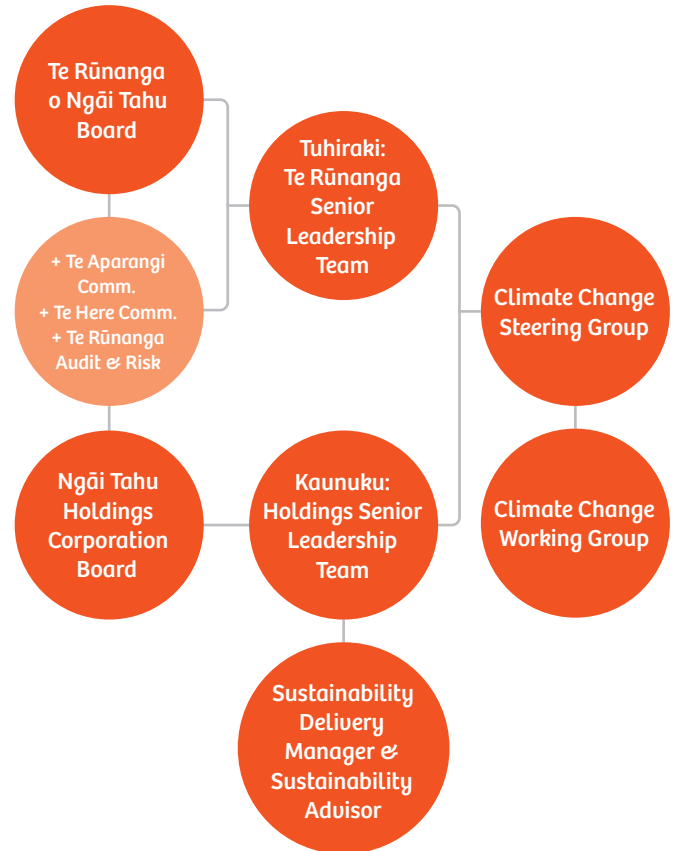 Te Rūnanga
o Ngāi Tahu
Board
Tuhiraki:
Te Rūnanga
Senior
Leadership
Team
+ Te Aparangi
Comm.
+ Te Here Comm.
+ Te Rūnanga
Audit & Risk
Climate Change
Steering Group
Ngāi Tahu
Holdings
Corporation
Board
Kaunuku:
Holdings Senior
Leadership
Team
Climate Change
Working Group
Sustainability
Delivery
Manager &
Sustainability
Advisor